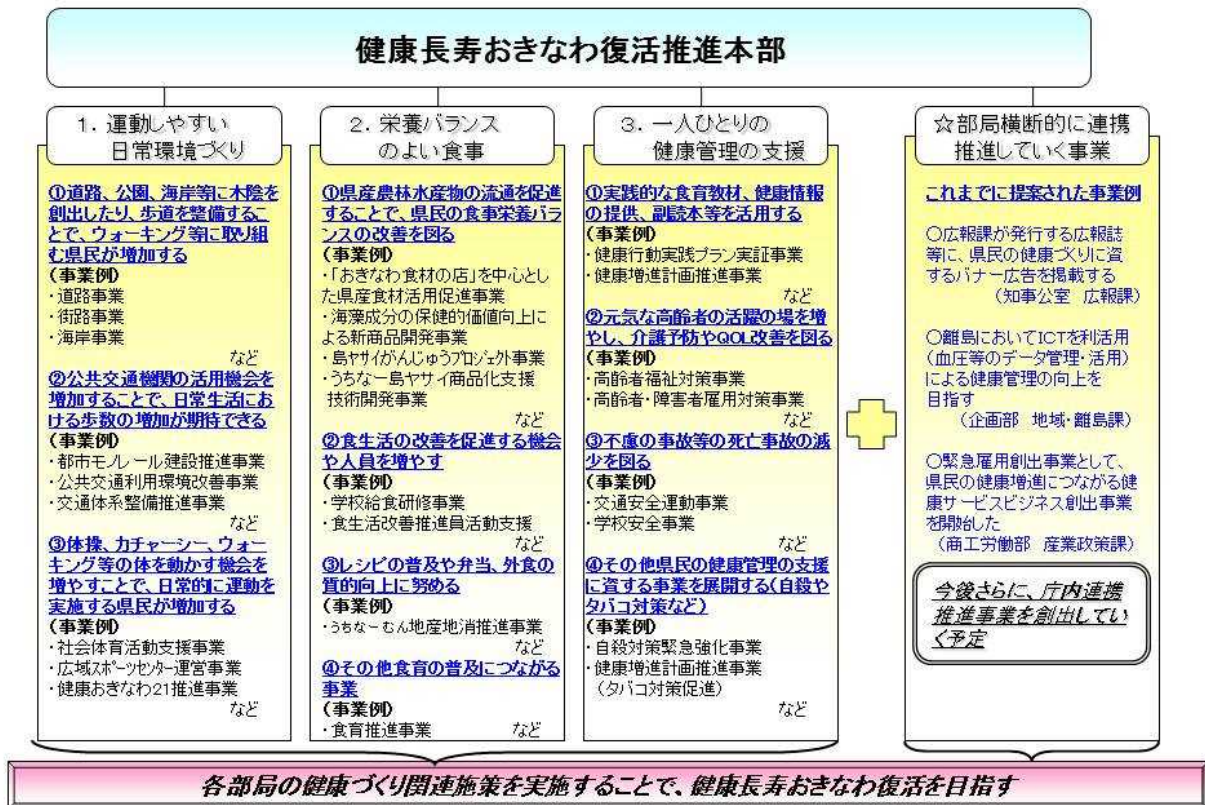 健康長寿おきなわ復活推進本部
１．運動しやすい
日常環境づくり
①道路、公園、海岸等に木陰を
創出したり、歩道を整備するこ
とで、ウォーキング等に取り組
む県民が増加する
（事業例）
・道路事業
・街路事業
・海岸事業
など
②公共交通機関の活用機会を
増加することで、日常生活にお
ける歩数の増加が期待できる
（事業例）
・都市モノレール建設推進事業
・公共交通利用環境改善事業
・交通体系整備推進事業
など
③体操、カチャーシー、ウォー
キング等の体を動かす機会を
増やすことで、日常的に運動を
実施する県民が増加する
（事業例）
・社会体育活動支援事業
・広域スポーツセンター運営事業
・健康おきなわ21推進事業
など
２．栄養バランス
のよい食事
①県産農林水産物の流通を促進
することで、県民の食事栄養バラ
ンスの改善を図る
（事業例）
・「おきなわ食材の店」を中心とし
た県産食材活用促進事業
・海藻成分の保健的価値向上に
よる新商品開発事業
・島ヤサイがんじゅうプロジェクト事業
・うちなー島ヤサイ商品化支援
技術開発事業
など
②食生活の改善を促進する機会
や人員を増やす
（事業例）
・学校給食研修事業
・食生活改善推進員活動支援
など
③レシピの普及や弁当、外食の
質的向上に努める
（事業例）
・うちなーむん地産地消推進事業
など
④その他食育の普及につながる
事業
（事業例）
・食育推進事業 など
３．一人ひとりの
健康管理の支援
①実践的な食育教材、健康情報
の提供、副読本等を活用する
（事業例）
・健康行動実践プラン実証事業
・健康増進計画推進事業
など
②元気な高齢者の活躍の場を増
やし、介護予防やQOL改善を図る
（事業例）
・高齢者福祉対策事業
・高齢者・障害者雇用対策事業
など
③不慮の事故等の死亡事故の減
少を図る
（事業例）
・交通安全運動事業
・学校安全事業
など
④その他県民の健康管理の支援
に資する事業を展開する（自殺や
タバコ対策など）
（事業例）
・自殺対策緊急強化事業
・健康増進計画推進事業
（タバコ対策促進）
など
☆部局横断的に連携
推進していく事業
これまでに提案された事業例
○広報課が発行する広報誌
等に、県民の健康づくりに資
するバナー広告を掲載する
（知事公室 広報課）
○離島においてICTを利活用
（血圧等のデータ管理・活用）
による健康管理の向上を
目指す
（企画部 地域・離島課）
○緊急雇用創出事業として、
県民の健康増進につながる健
康サービスビジネス創出事業
を開始した
（商工労働部 産業政策課）
今後さらに、庁内連携
推進事業を創出してい
く予定
各部局の健康づくり関連施策を実施することで、健康長寿おきなわ復活を目指す